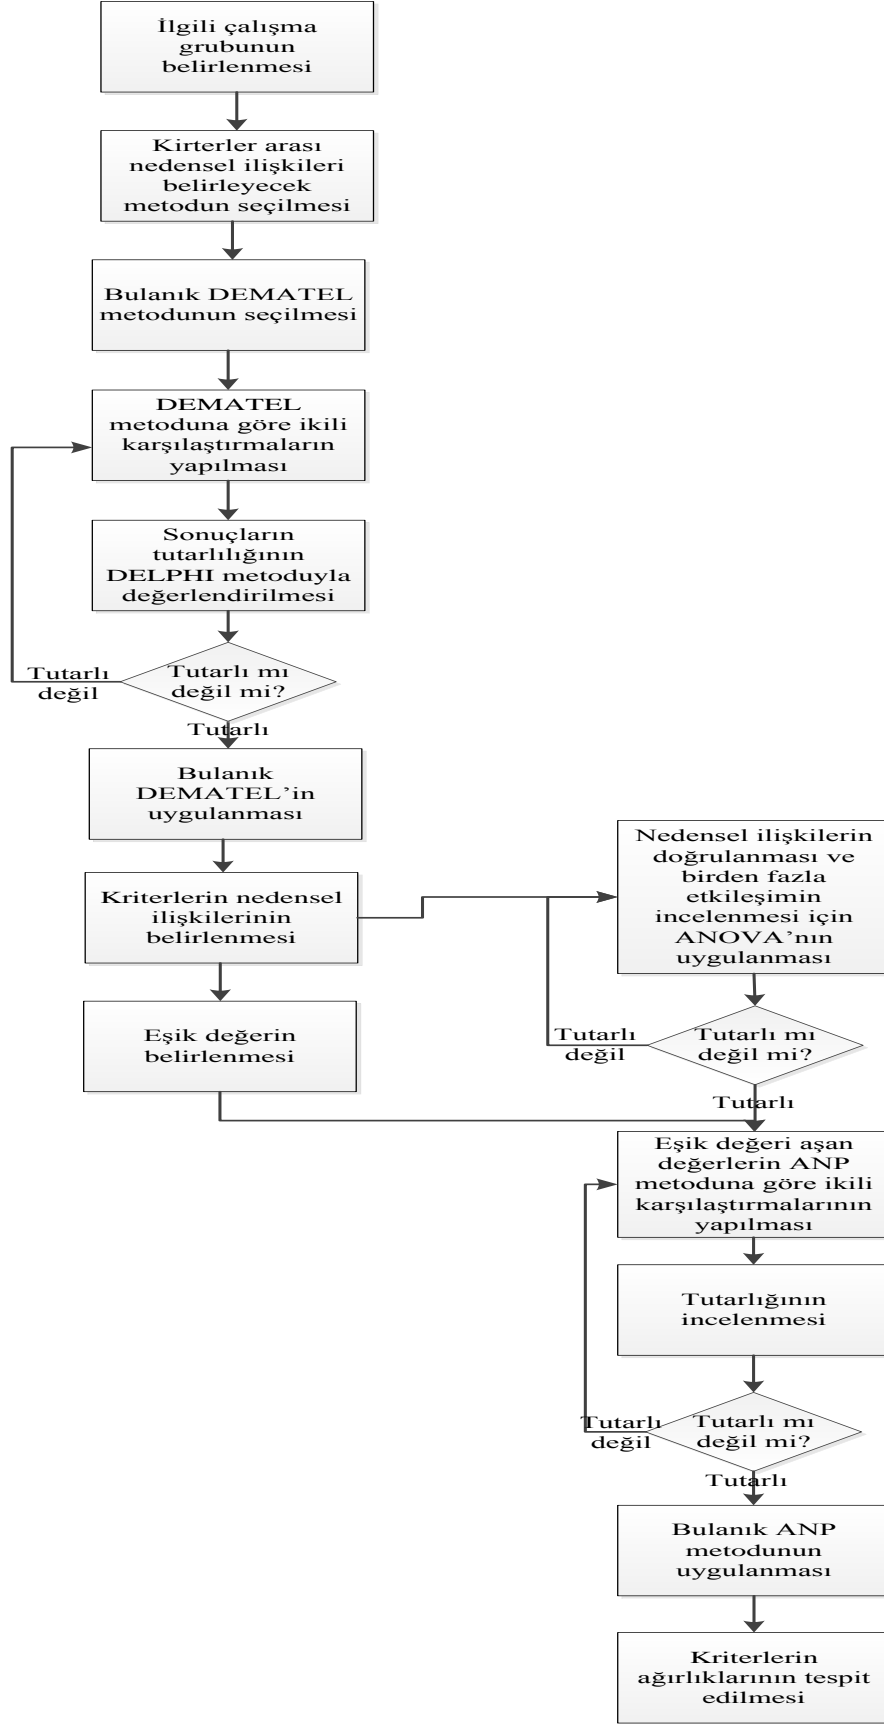 İlgili çalışma
grubunun
belirlenmesi
Kirterler arası
nedensel ilişkileri
belirleyecek
metodun seçilmesi
Bulanık DEMATEL
metodunun seçilmesi
DEMATEL
metoduna göre ikili
karşılaştırmaların
yapılması
Sonuçların
tutarlılığının
DELPHI metoduyla
değerlendirilmesi
Tutarlı mı
değil mi?
Tutarlı
değil
Tutarlı
Bulanık
DEMATEL’in
uygulanması
Kriterlerin nedensel
ilişkilerinin
belirlenmesi
Eşik değerin
belirlenmesi
Nedensel ilişkilerin
doğrulanması ve
birden fazla
etkileşimin
incelenmesi için
ANOVA’nın
uygulanması
Tutarlı mı
değil mi?
Tutarlı
değil
Tutarlı
Eşik değeri aşan
değerlerin ANP
metoduna göre ikili
karşılaştırmalarının
yapılması
Tutarlığının
incelenmesi
Tutarlı mı
değil mi?
Tutarlı
değil
Tutarlı
Bulanık ANP
metodunun
uygulanması
Kriterlerin
ağırlıklarının tespit
edilmesi